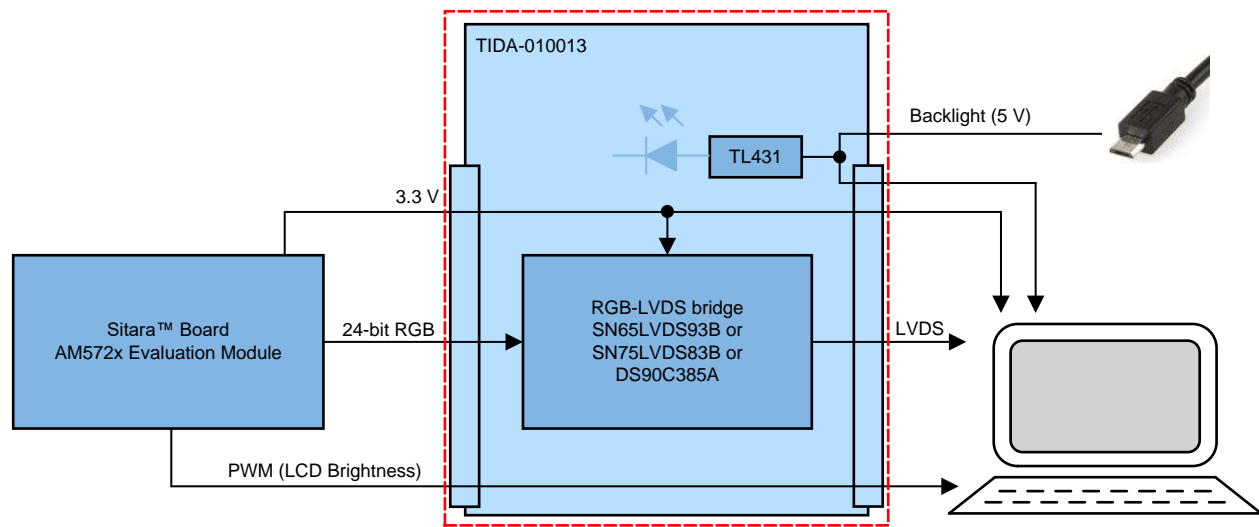 TIDA-010013
Backlight (5 V)
TL431
3.3 V
Sitara™ Board
AM572x Evaluation Module
24-bit RGB
RGB-LVDS bridge
SN65LVDS93B or
SN75LVDS83B or
DS90C385A
LVDS
PWM (LCD Brightness)